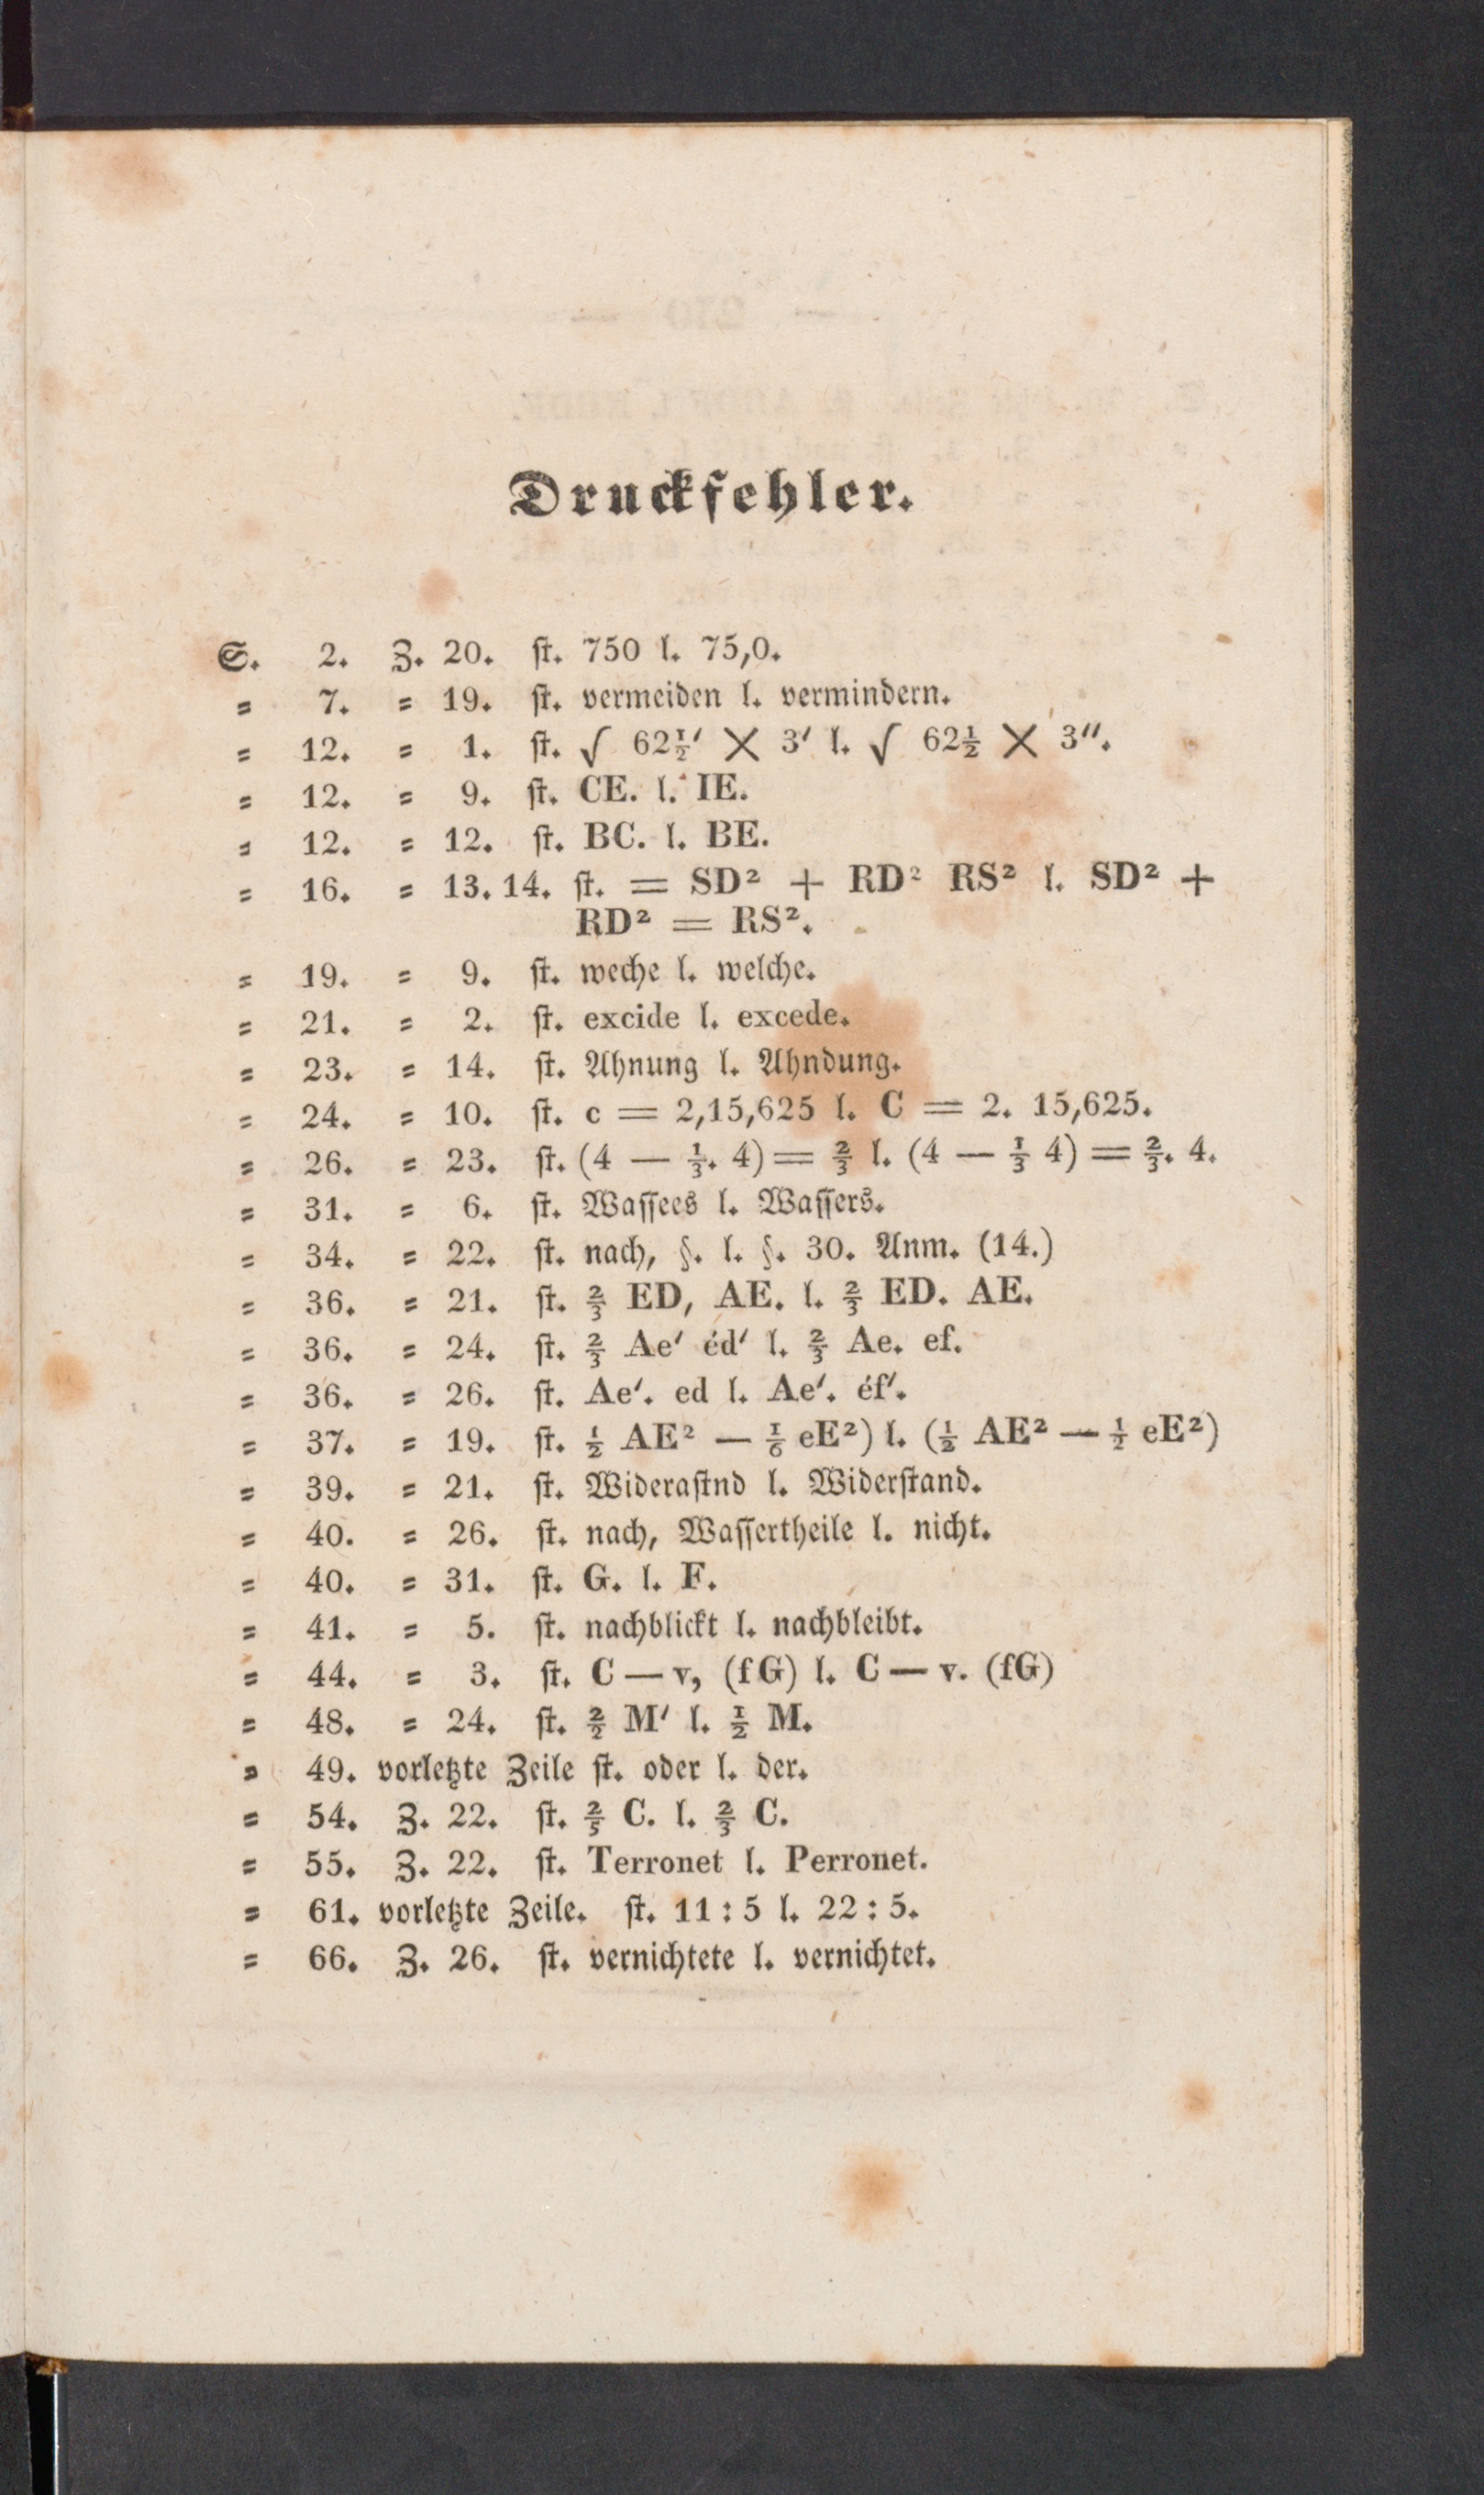 Druckfehler.
S. 2. Z. 20. ſt. 750 l. 75,0.
= 7. = 19. ſt. vermeiden l. vermindern.
= 12. = 1. ſt. √ 62½′ × 3′ l. √ 62½ × 3″.
= 12. = 9. ſt. CE. l. IE.
= 12. = 12. ſt. BC. l. BE.
= 16. = 13. 14. ſt. = SD² + RD² RS² l. SD² +
RD² = RS².
= 19. = 9. ſt. weche l. welche.
= 21. = 2. ſt. excide l. excede.
= 23. = 14. ſt. Ahnung l. Ahndung.
= 24. = 10. ſt. c = 2,15,625 l. C = 2. 15,625.
= 26. = 23. ſt. (4 — ⅓. 4) = ⅔ l. (4 — ⅓ 4) = ⅔. 4.
= 31. = 6. ſt. Waſſees l. Waſſers.
= 34. = 22. ſt. nach, §. l. §. 30. Anm. (14.)
= 36. = 21. ſt. ⅔ ED, AE. l. ⅔ ED. AE.
= 36. = 24. ſt. ⅔ Ae′ éd′ l. ⅔ Ae. ef.
= 36. = 26. ſt. Ae′. ed l. Ae′. éf′.
= 37. = 19. ſt. ½ AE² — ⅙ eE²) l. (½ AE² — ½ eE²)
= 39. = 21. ſt. Wideraſtnd l. Widerſtand.
= 40. = 26. ſt. nach, Waſſertheile l. nicht.
= 40. = 31. ſt. G. l. F.
= 41. = 5. ſt. nachblickt l. nachbleibt.
= 44. = 3. ſt. C — v, (fG) l. C — v. (fG)
= 48. = 24. ſt. 2/2 M′ l. ½ M.
= 49. vorletzte Zeile ſt. oder l. der.
= 54. Z. 22. ſt. ⅖ C. l. ⅔ C.
= 55. Z. 22. ſt. Terronet l. Perronet.
= 61. vorletzte Zeile. ſt. 11 : 5 l. 22 : 5.
= 66. Z. 26. ſt. vernichtete l. vernichtet.